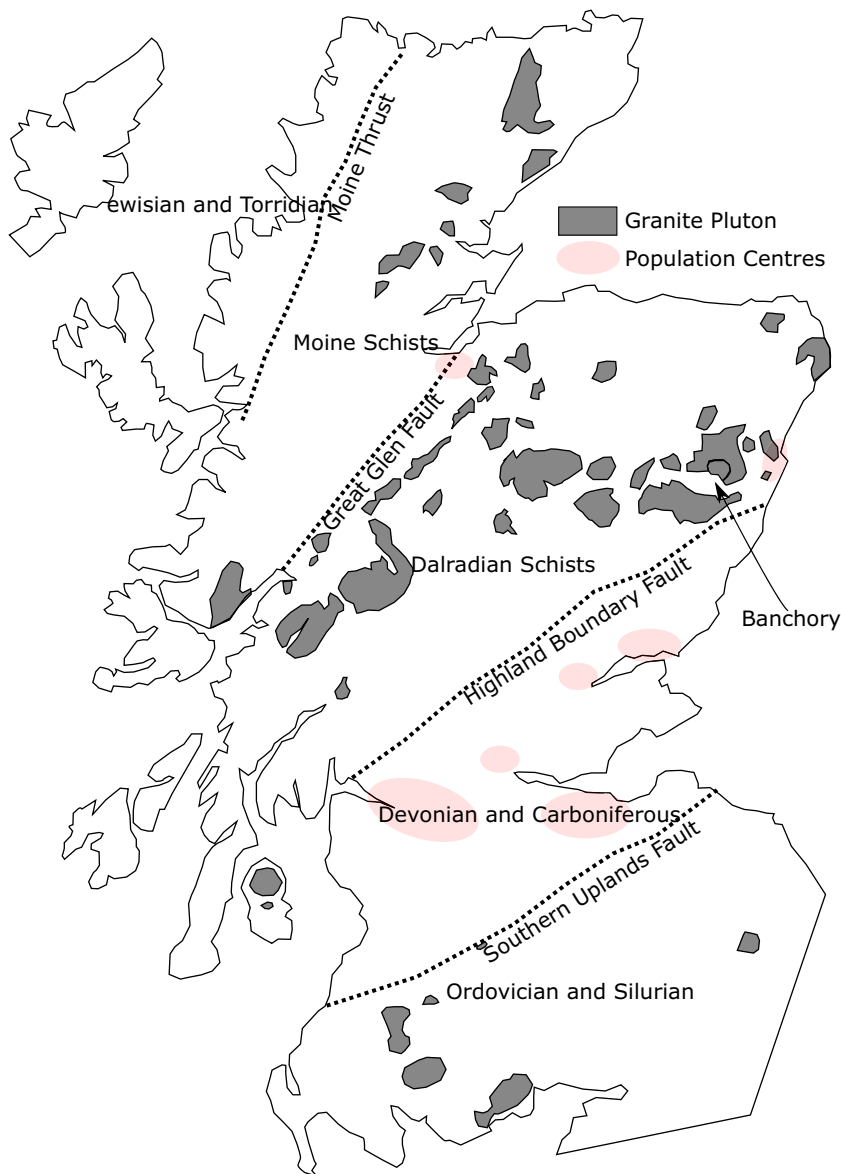 Moine Thrust
ewisian and Torridian
Granite Pluton
Population Centres
Moine Schists
Great Glen Fault
Dalradian Schists
Highland Boundary Fault
Banchory
Devonian and Carboniferous
Southern Uplands Fault
Ordovician and Silurian